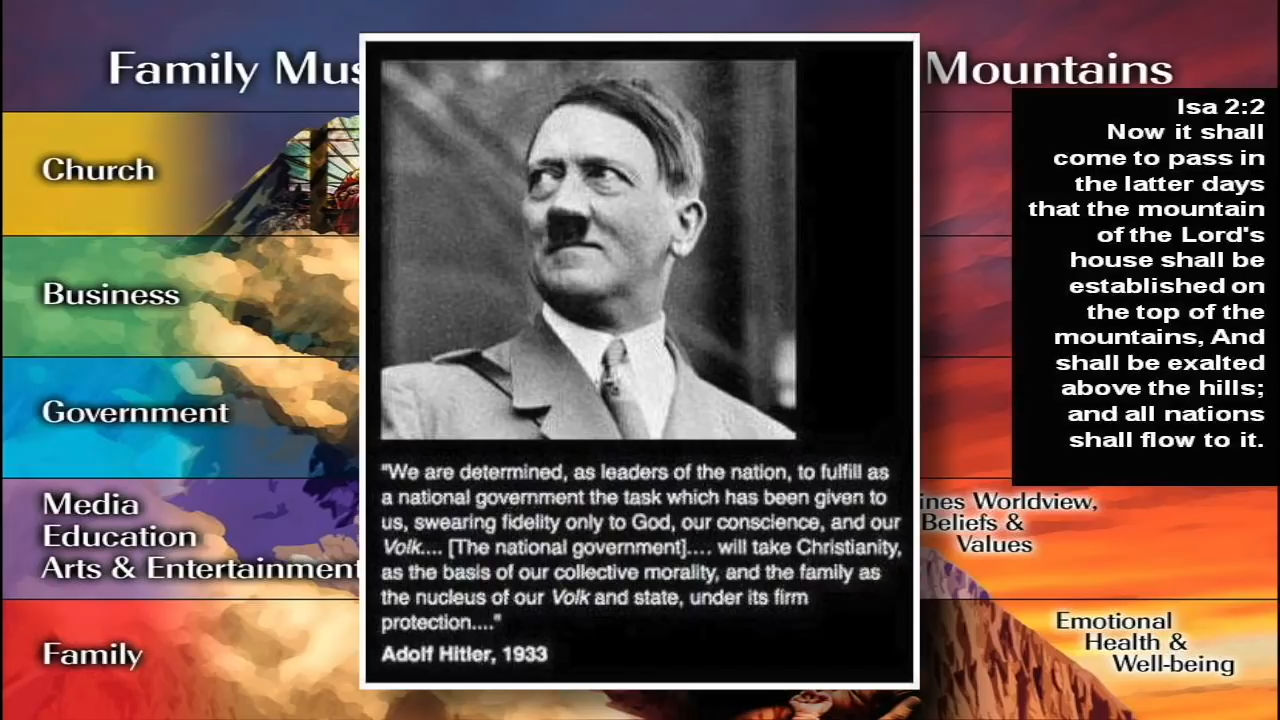 Family Mus
Mountains
Church
Business
Government
Media
Education
Arts & Entertainment
Family
"We are determined, as leaders of the nation, to fulfill as
a national government the task which has been given to
us, swearing fidelity only to God, our conscience, and our
Volk.... [The national government].... will take Christianity,
as the basis of our collective morality, and the family as
the nucleus of our Volk and state, under its firm
protection...."
Adolf Hitler, 1933
Isa 2:2
Now it shall
come to pass in
the latter days
that the mountain
of the Lord's
house shall be
established on
the top of the
mountains, And
shall be exalted
above the hills;
and all nations
shall flow to it.
ines Worldview,
Beliefs &
Values
Emotional
Health &
Well-being